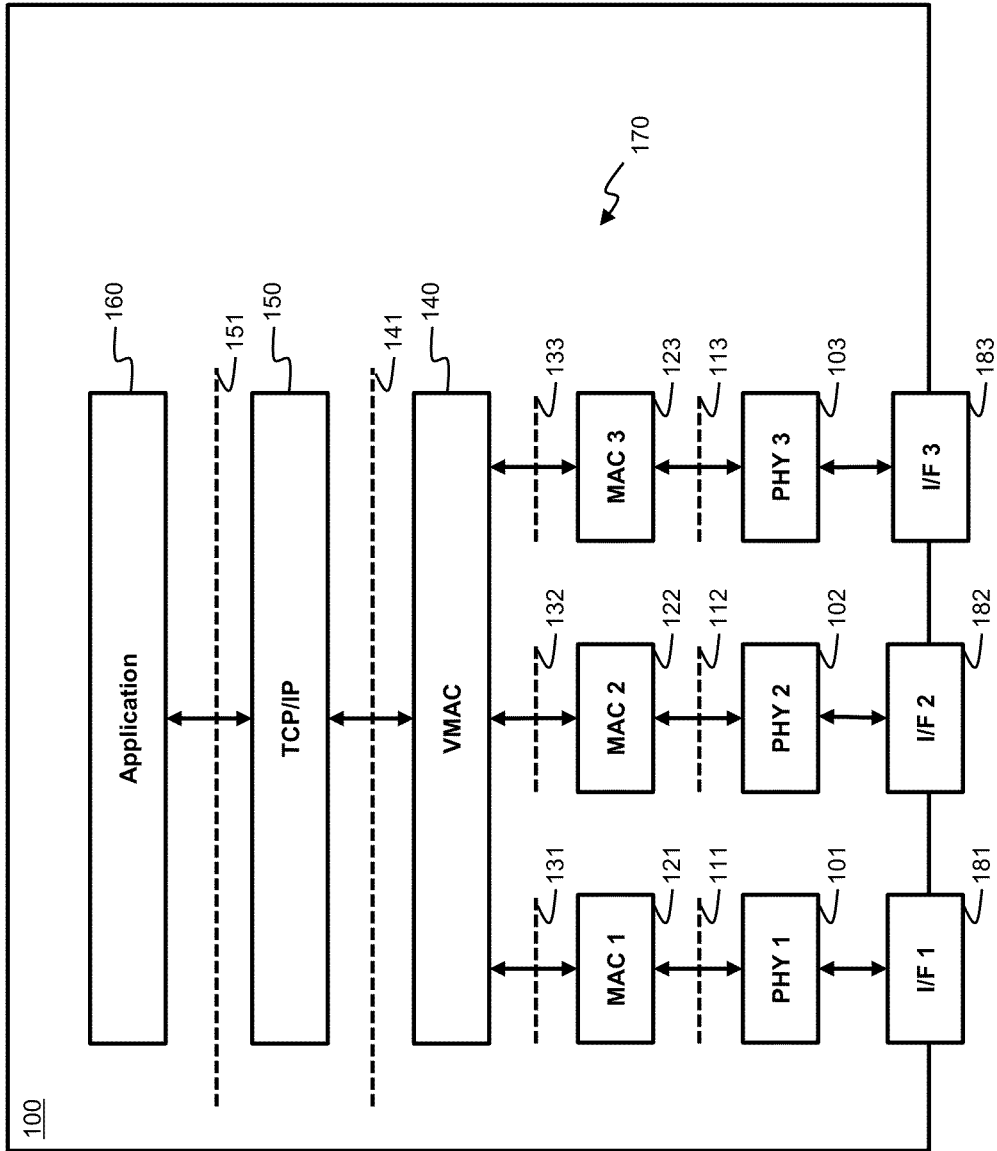 100
Application
160
151
TCP/IP
150
141
VMAC
140
170
131
132
133
MAC 1
121
MAC 2
122
MAC 3
123
111
112
113
PHY 1
101
PHY 2
102
PHY 3
103
I/F 1
181
I/F 2
182
I/F 3
183